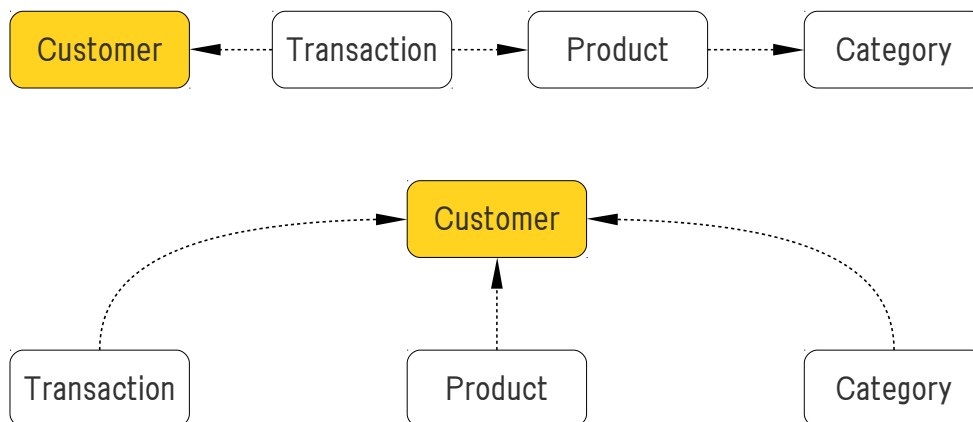 Customer
Transaction
Product
Category
Customer
Transaction
Product
Category